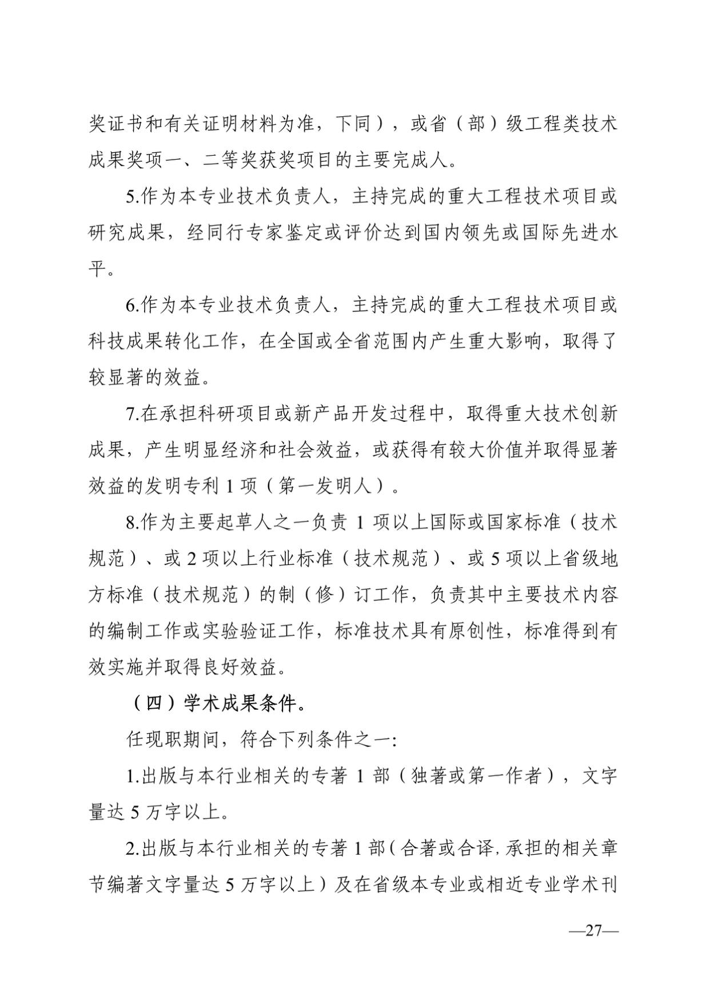 奖证书和有关证明材料为准，下同），或省（部）级工程类技术
成果奖项一、二等奖获奖项目的主要完成人。
5.作为本专业技术负责人，主持完成的重大工程技术项目或
研究成果，经同行专家鉴定或评价达到国内领先或国际先进水
平。
6.作为本专业技术负责人，主持完成的重大工程技术项目或
科技成果转化工作，在全国或全省范围内产生重大影响，取得了
较显著的效益。
7.在承担科研项目或新产品开发过程中，取得重大技术创新
成果，产生明显经济和社会效益，或获得有较大价值并取得显著
效益的发明专利 1 项（第一发明人）。
8.作为主要起草人之一负责 1 项以上国际或国家标准（技术
规范）、或 2 项以上行业标准（技术规范）、或 5 项以上省级地
方标准（技术规范）的制（修）订工作，负责其中主要技术内容
的编制工作或实验验证工作，标准技术具有原创性，标准得到有
效实施并取得良好效益。
（四）学术成果条件。
任现职期间，符合下列条件之一:
1.出版与本行业相关的专著 1 部（独著或第一作者），文字
量达 5 万字以上。
2.出版与本行业相关的专著 1 部（合著或合译，承担的相关章
节编著文字量达 5 万字以上）及在省级本专业或相近专业学术刊
—27—